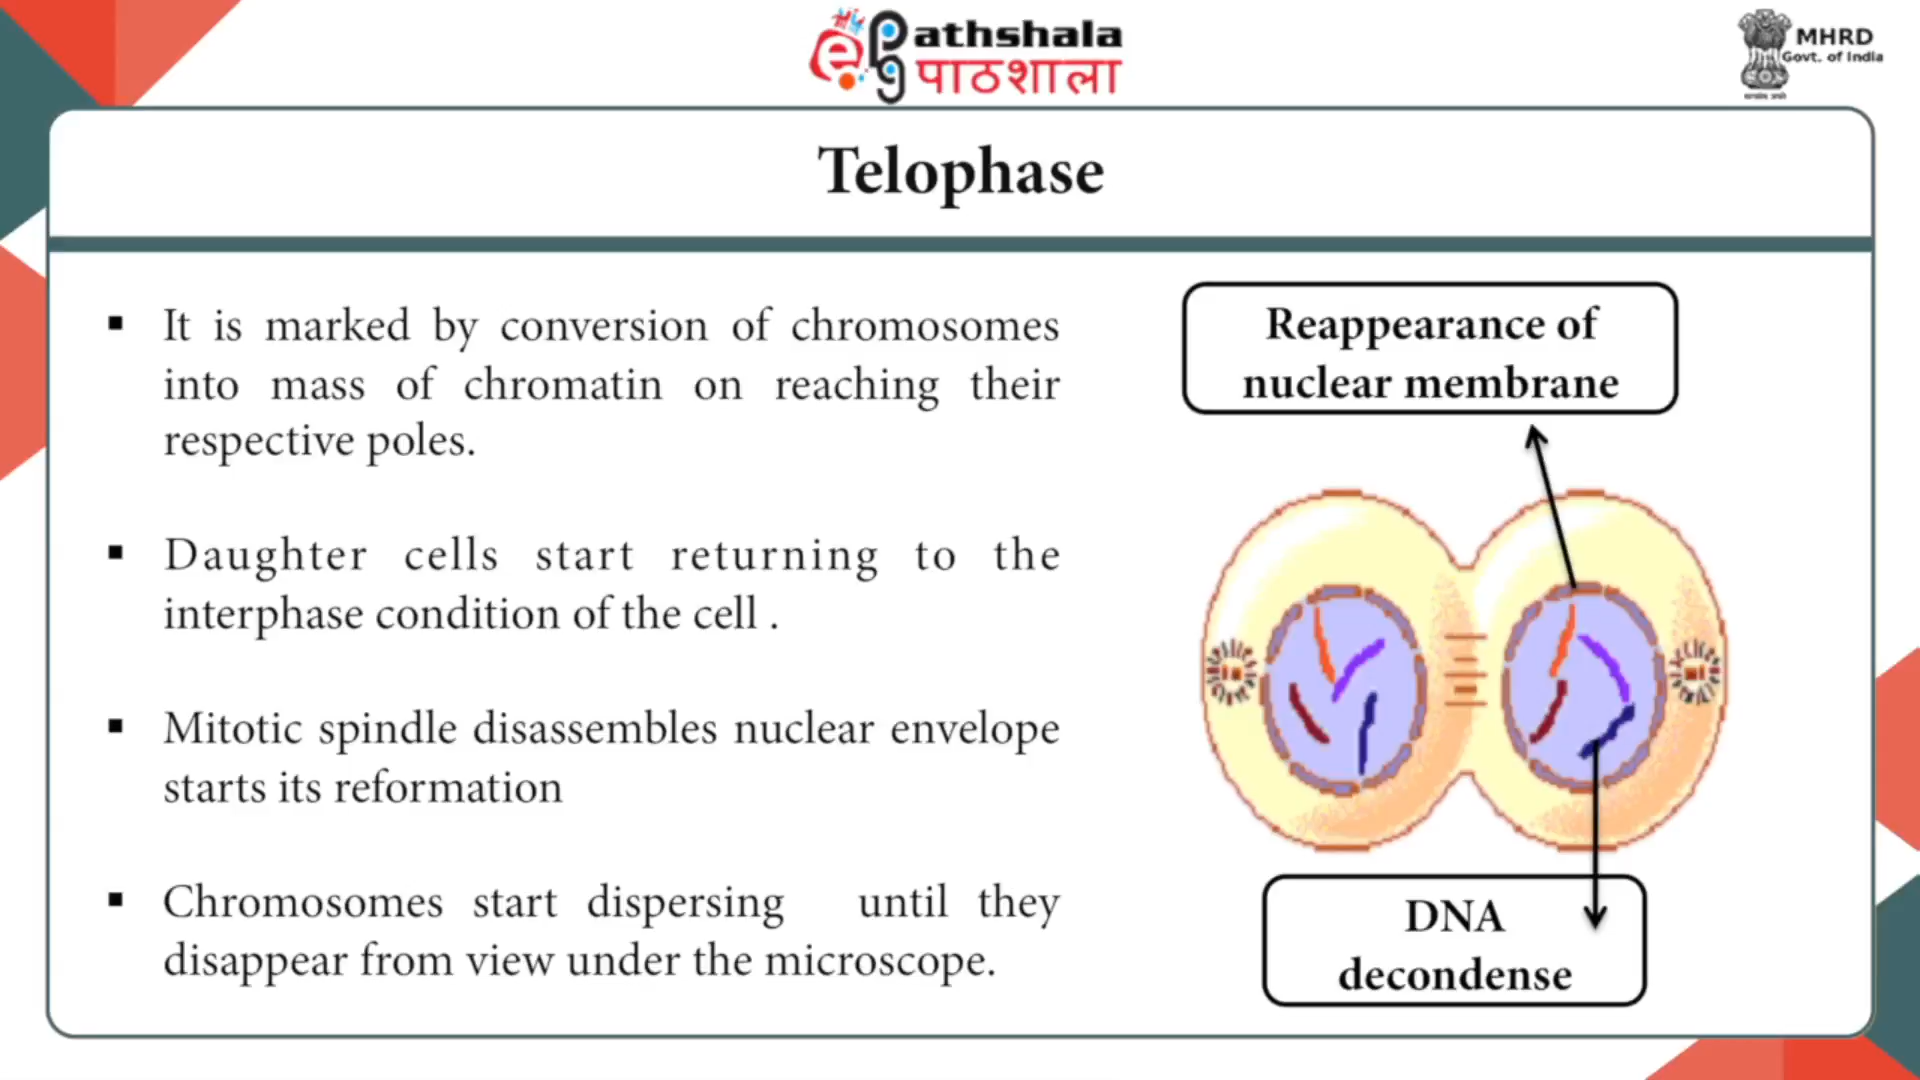 ePg Pathshala
पाठशाला
MHRD
Govt. of India
Telophase
▪ It is marked by conversion of chromosomes
into mass of chromatin on reaching their
respective poles.
▪ Daughter cells start returning to the
interphase condition of the cell .
▪ Mitotic spindle disassembles nuclear envelope
starts its reformation
▪ Chromosomes start dispersing until they
disappear from view under the microscope.
Reappearance of
nuclear membrane
DNA
decondense